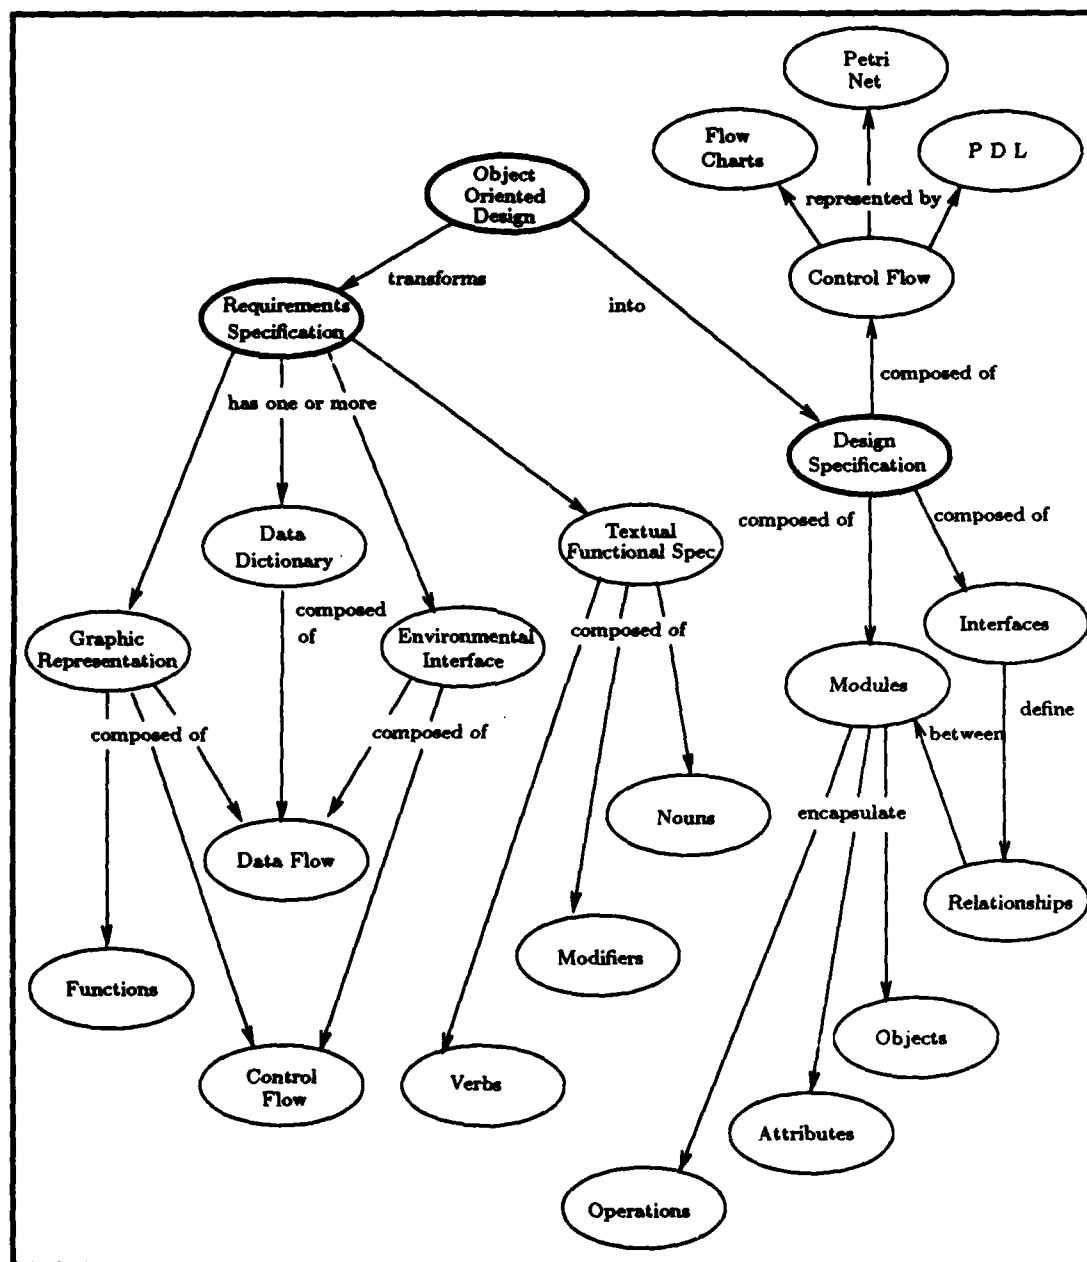 Petri
Net
Flow
Charts
P D L
Object
Oriented
Design
represented by
transforms
Control Flow
Requirements
Specification
into
composed of
has one or more
Design
Specification
composed of
composed of
Data
Dictionary
Textual
Functional Spec
composed
of
Graphic
Representation
Environmental
Interface
composed of
Interfaces
Modules
define
composed of
composed of
between
Nouns
encapsulate
Data Flow
Relationships
Functions
Modifiers
Objects
Control
Flow
Verbs
Attributes
Operations